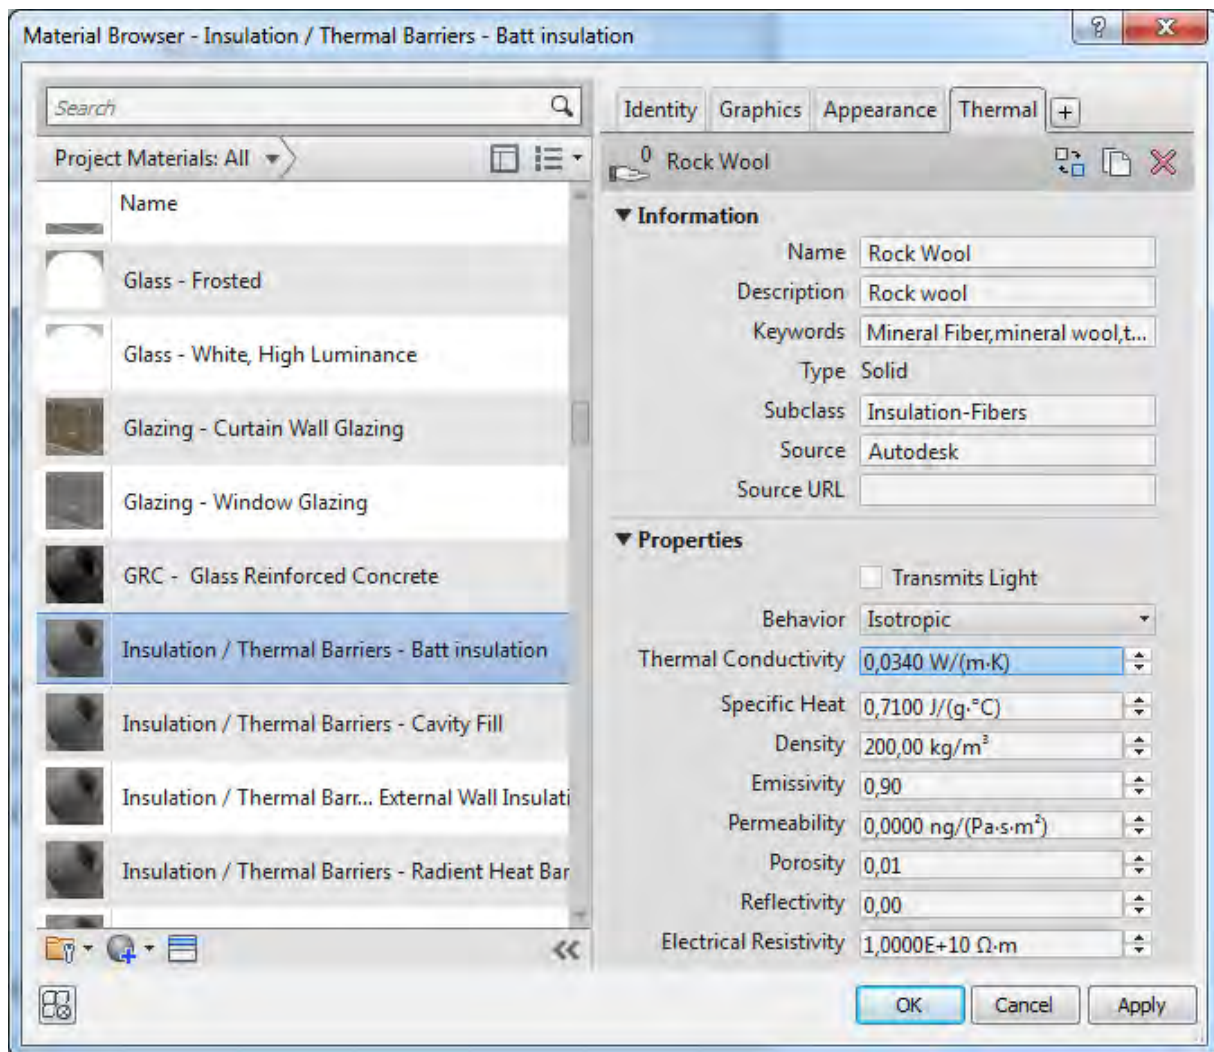 Material Browser - Insulation / Thermal Barriers - Batt insulation
Search
Project Materials: All
Name
Glass - Frosted
Glass - White, High Luminance
Glazing - Curtain Wall Glazing
Glazing - Window Glazing
GRC - Glass Reinforced Concrete
Insulation / Thermal Barriers - Batt insulation
Insulation / Thermal Barriers - Cavity Fill
Insulation / Thermal Barr... External Wall Insulati
Insulation / Thermal Barriers - Radient Heat Bar
Identity Graphics Appearance Thermal +
0 Rock Wool
Information
Name Rock Wool
Description Rock wool
Keywords Mineral Fiber,mineral wool,t...
Type Solid
Subclass Insulation-Fibers
Source Autodesk
Source URL
Properties
Transmits Light
Behavior Isotropic
Thermal Conductivity 0,0340 W/(m·K)
Specific Heat 0,7100 J/(g·°C)
Density 200,00 kg/m³
Emissivity 0,90
Permeability 0,0000 ng/(Pa·s·m²)
Porosity 0,01
Reflectivity 0,00
Electrical Resistivity 1,0000E+10 Ω·m
OK Cancel Apply